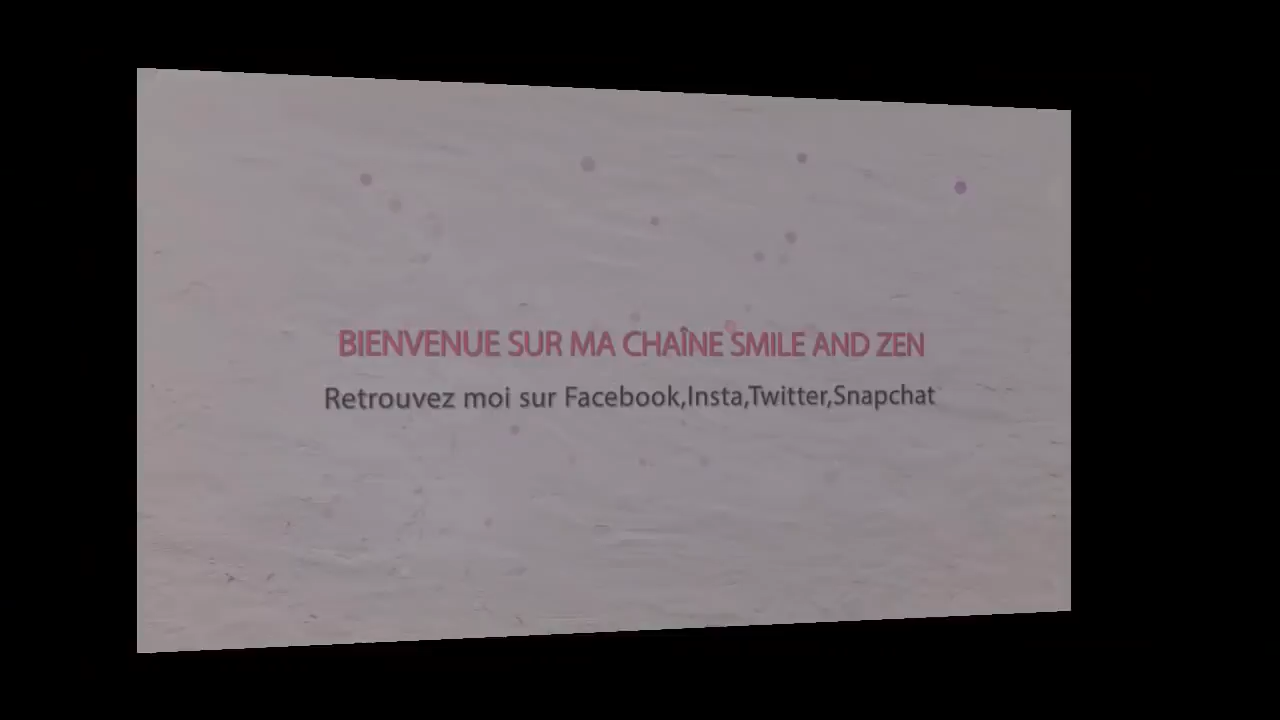 BIENVENUE SUR MA CHAÎNE SMILE AND ZEN
Retrouvez moi sur Facebook,Insta,Twitter,Snapchat